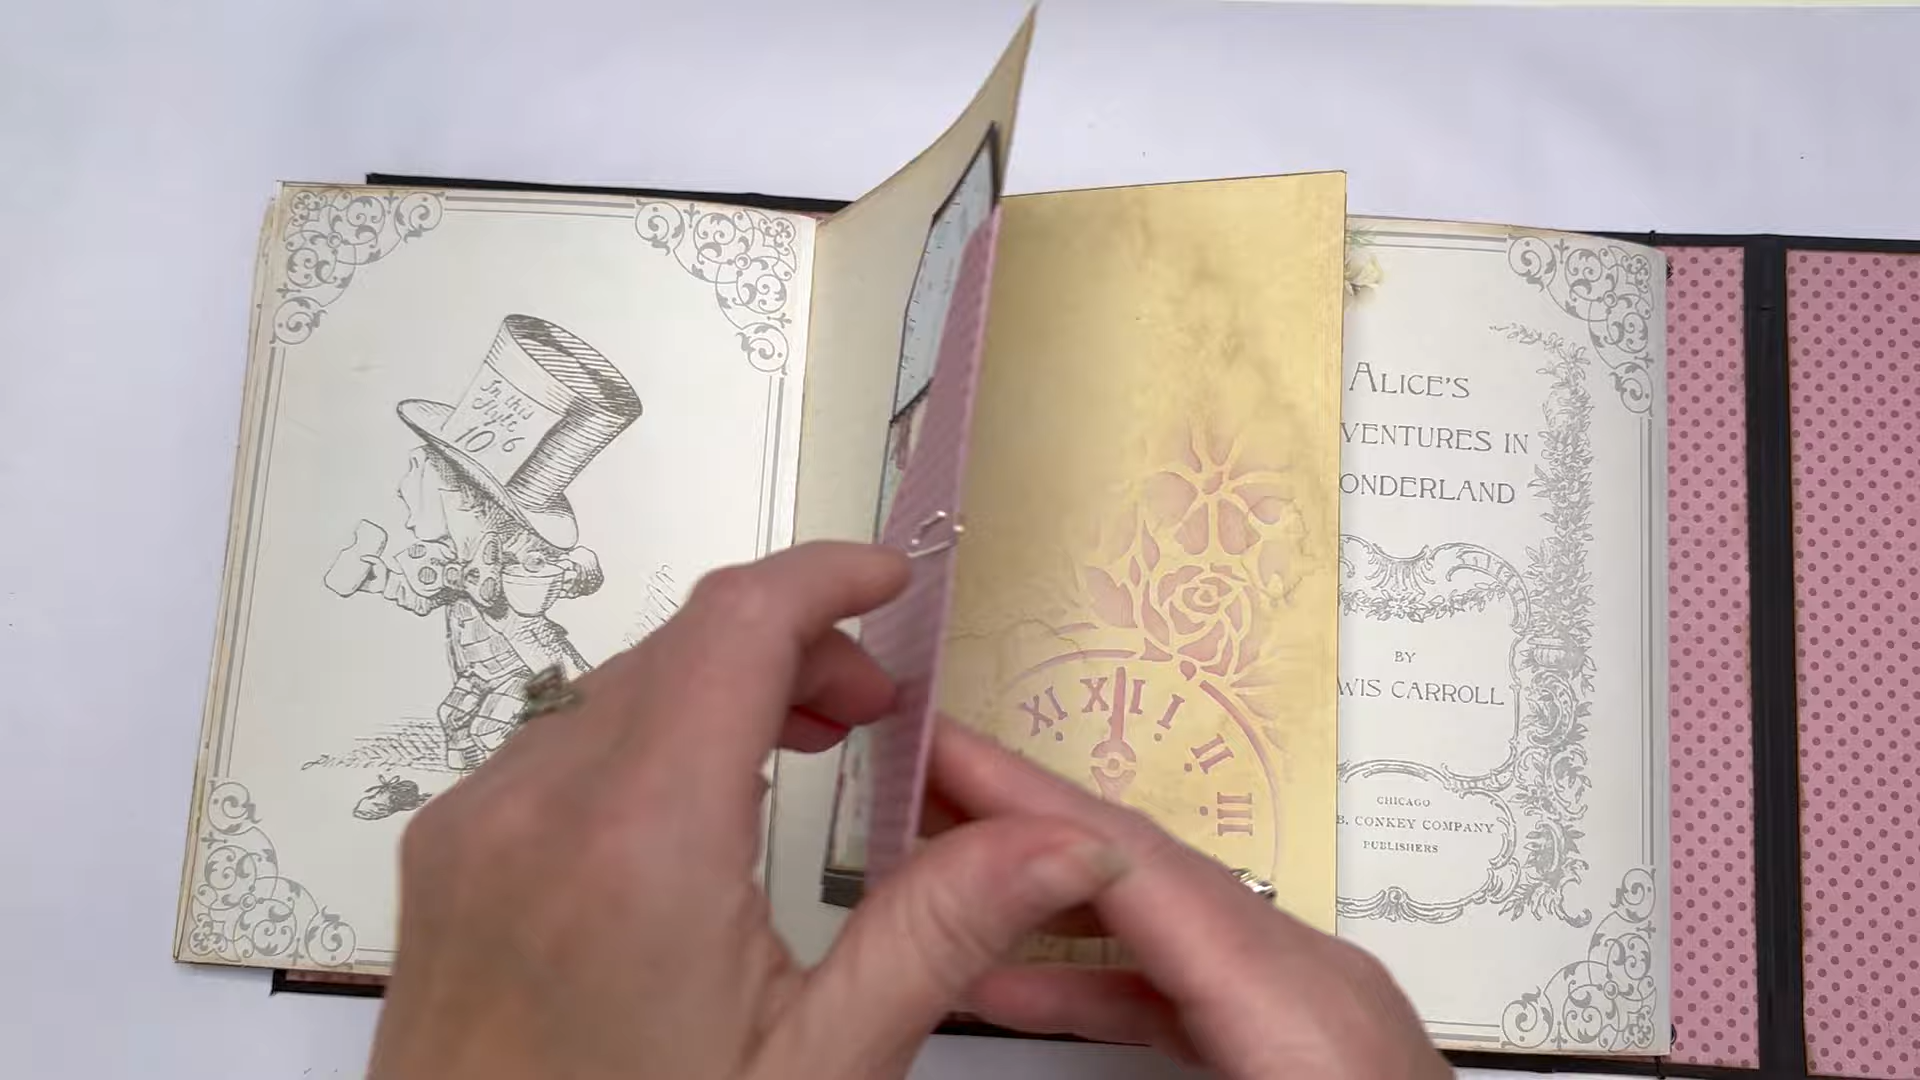 In this
Style
10/6
XI XII I
II
III
ALICE'S
VENTURES IN
ONDERLAND
BY
WIS CARROLL
CHICAGO
B. CONKEY COMPANY
PUBLISHERS